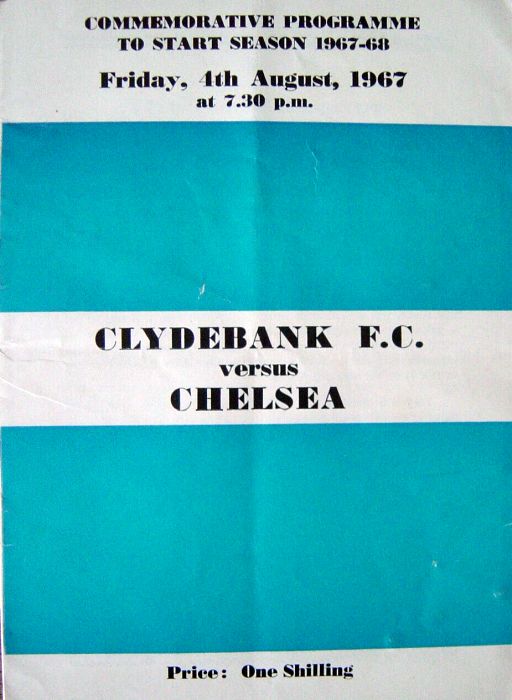 COMMEMORATIVE PROGRAMME
TO START SEASON 1967-68
Friday, 4th August, 1967
at 7.30 p.m.
CLYDEBANK F.C.
versus
CHELSEA
Price: One Shilling